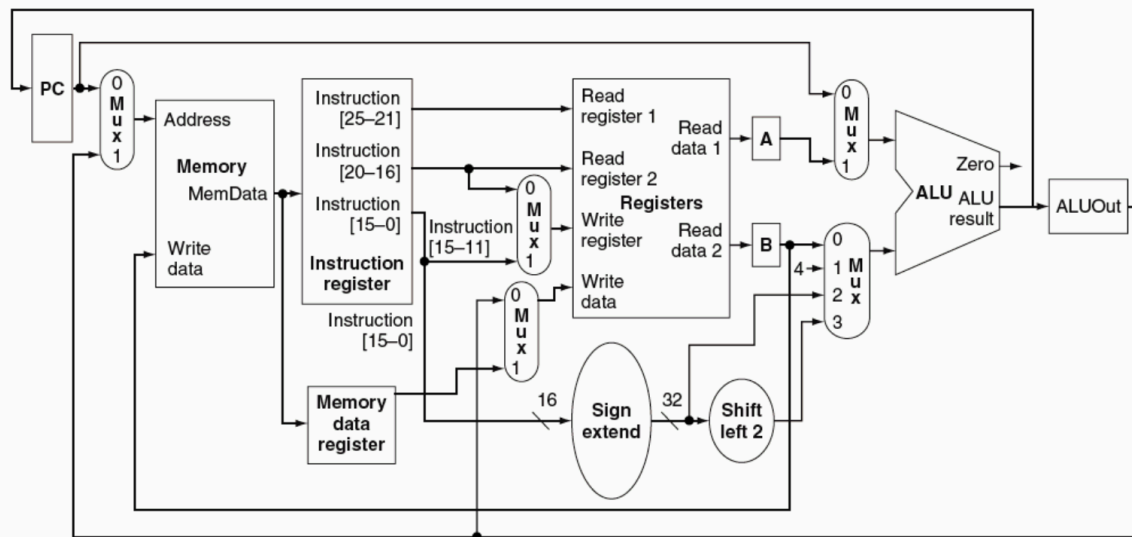 PC
0
M
u
x
1
Address
Memory
MemData
Write
data
Instruction
[25–21]
Instruction
[20–16]
Instruction
[15–0]
Instruction
register
Instruction
[15–11]
Instruction
[15–0]
Memory
data
register
0
M
u
x
1
0
M
u
x
1
Read
register 1
Read
register 2
Registers
Write
register
Write
data
Read
data 1
Read
data 2
16
Sign
extend
32
Shift
left 2
A
B
4
0
M
u
x
1
0
1
2
3
M
u
x
Zero
ALU
ALU
result
ALUOut